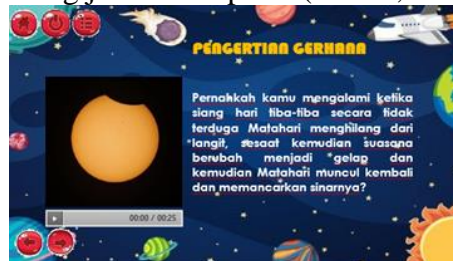 PENGERTIAN GERHANA
Pernahkah kamu mengalami ketika
siang hari tiba-tiba secara tidak
terduga Matahari menghilang dari
langit, sesaat kemudian suasana
berubah menjadi gelap dan
kemudian Matahari muncul kembali
dan memancarkan sinarnya?
00:00 / 00:25